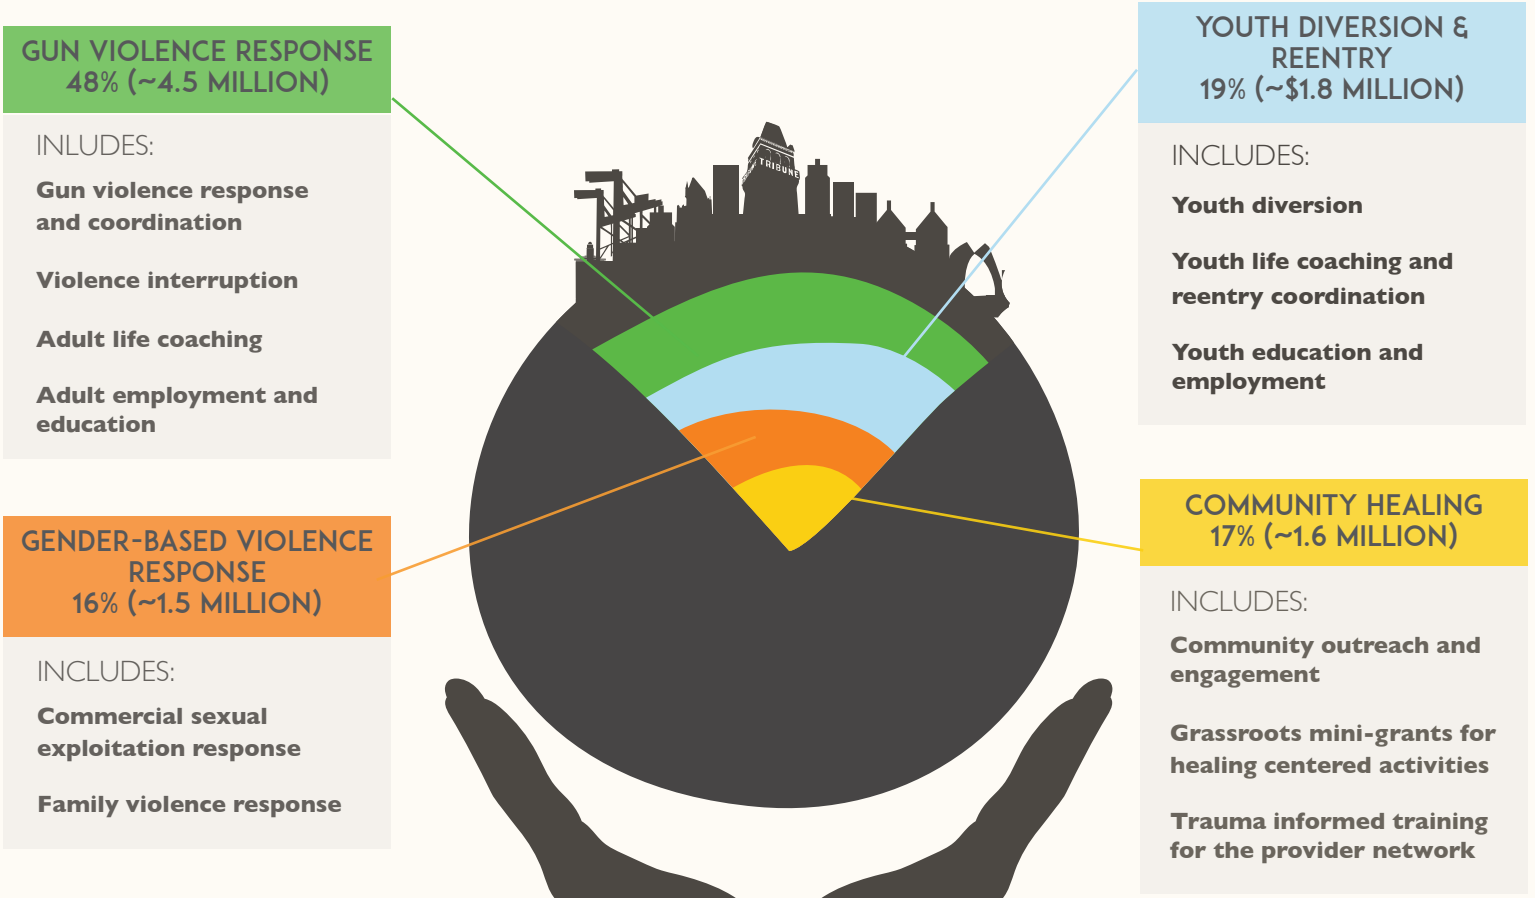 GUN VIOLENCE RESPONSE
48% (~4.5 MILLION)
INLUDES:
Gun violence response
and coordination
Violence interruption
Adult life coaching
Adult employment and
education
GENDER-BASED VIOLENCE
RESPONSE
16% (~1.5 MILLION)
INCLUDES:
Commercial sexual
exploitation response
Family violence response
TRIBUNE
YOUTH DIVERSION &
REENTRY
19% (~$1.8 MILLION)
INCLUDES:
Youth diversion
Youth life coaching and
reentry coordination
Youth education and
employment
COMMUNITY HEALING
17% (~1.6 MILLION)
INCLUDES:
Community outreach and
engagement
Grassroots mini-grants for
healing centered activities
Trauma informed training
for the provider network